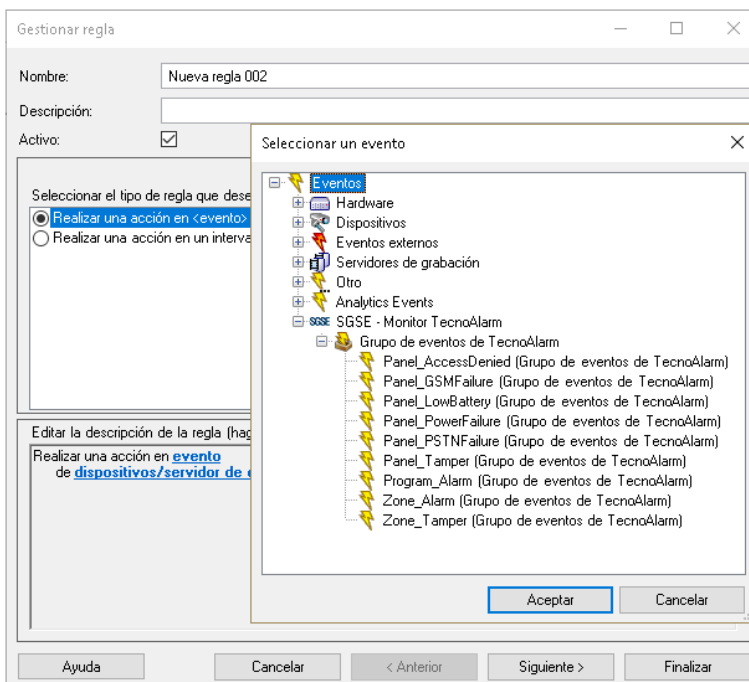 Gestionar regla
Nombre:
Nueva regla 002
Descripción:
Activo:
Seleccionar el tipo de regla que dese
Realizar una acción en <evento>
Realizar una acción en un interva
Editar la descripción de la regla (hag
Realizar una acción en evento
de dispositivos/servidor de
Seleccionar un evento
Eventos
Hardware
Dispositivos
Eventos externos
Servidores de grabación
Otro
Analytics Events
SGSE SGSE - Monitor TecnoAlarm
Grupo de eventos de TecnoAlarm
Panel_AccessDenied (Grupo de eventos de TecnoAlarm)
Panel_GSMFailure (Grupo de eventos de TecnoAlarm)
Panel_LowBattery (Grupo de eventos de TecnoAlarm)
Panel_PowerFailure (Grupo de eventos de TecnoAlarm)
Panel_PSTNFailure (Grupo de eventos de TecnoAlarm)
Panel_Tamper (Grupo de eventos de TecnoAlarm)
Program_Alarm (Grupo de eventos de TecnoAlarm)
Zone_Alarm (Grupo de eventos de TecnoAlarm)
Zone_Tamper (Grupo de eventos de TecnoAlarm)
Aceptar
Cancelar
Ayuda
Cancelar
< Anterior
Siguiente >
Finalizar